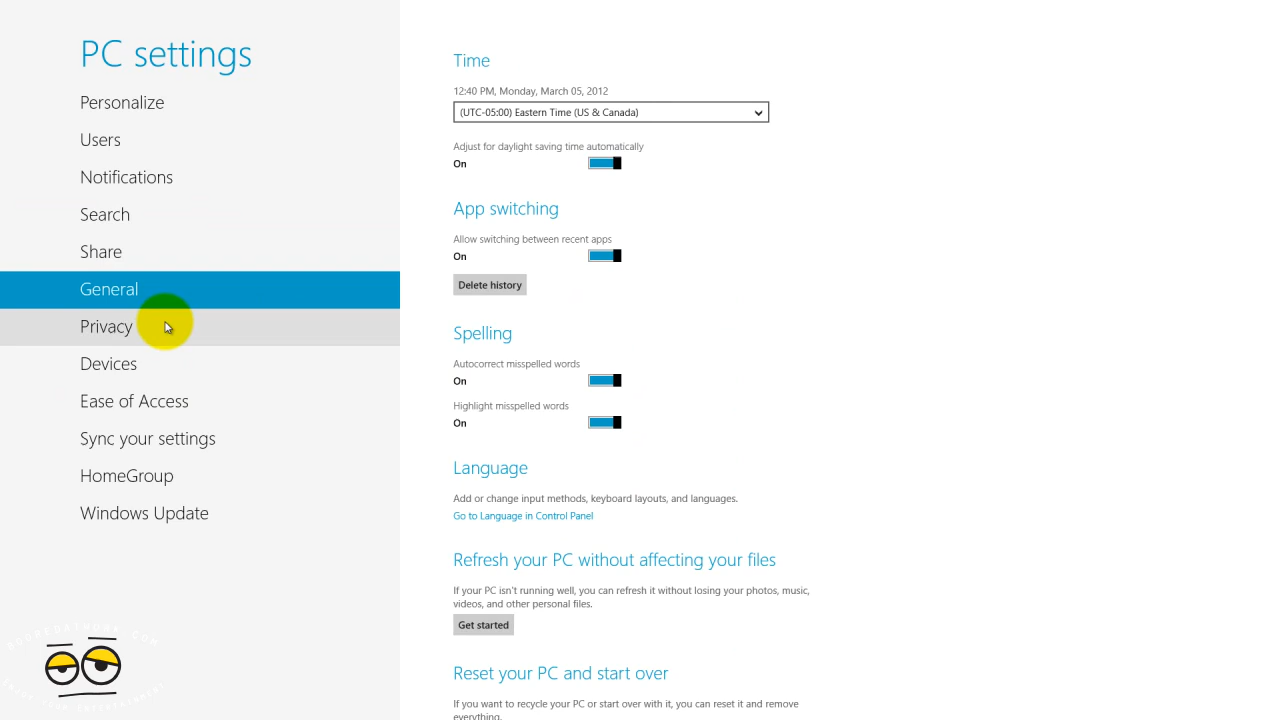 PC settings
Personalize
Users
Notifications
Search
Share
General
Privacy
Devices
Ease of Access
Sync your settings
HomeGroup
Windows Update
Time
12:40 PM, Monday, March 05, 2012
(UTC-05:00) Eastern Time (US & Canada)
Adjust for daylight saving time automatically
On
App switching
Allow switching between recent apps
On
Delete history
Spelling
Autocorrect misspelled words
On
Highlight misspelled words
On
Language
Add or change input methods, keyboard layouts, and languages.
Go to Language in Control Panel
Refresh your PC without affecting your files
If your PC isn't running well, you can refresh it without losing your photos, music,
videos, and other personal files.
Get started
Reset your PC and start over
If you want to recycle your PC or start over with it, you can reset it and remove
everything.